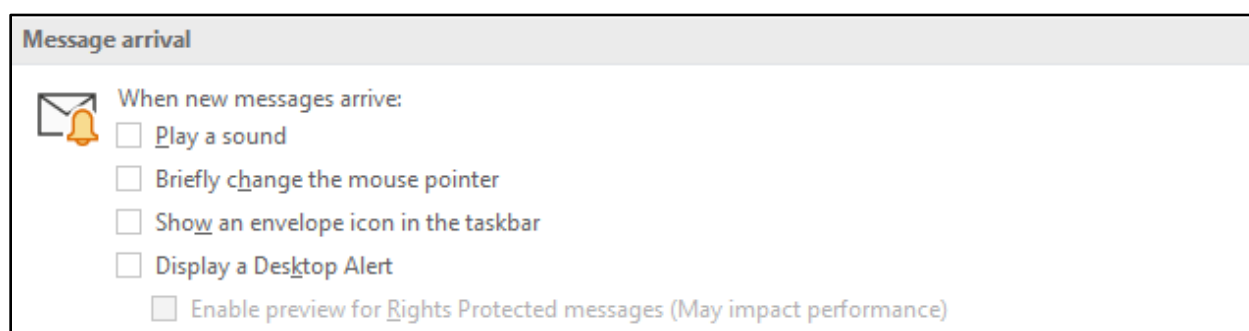 Message arrival
When new messages arrive:
Play a sound
Briefly change the mouse pointer
Show an envelope icon in the taskbar
Display a Desktop Alert
Enable preview for Rights Protected messages (May impact performance)